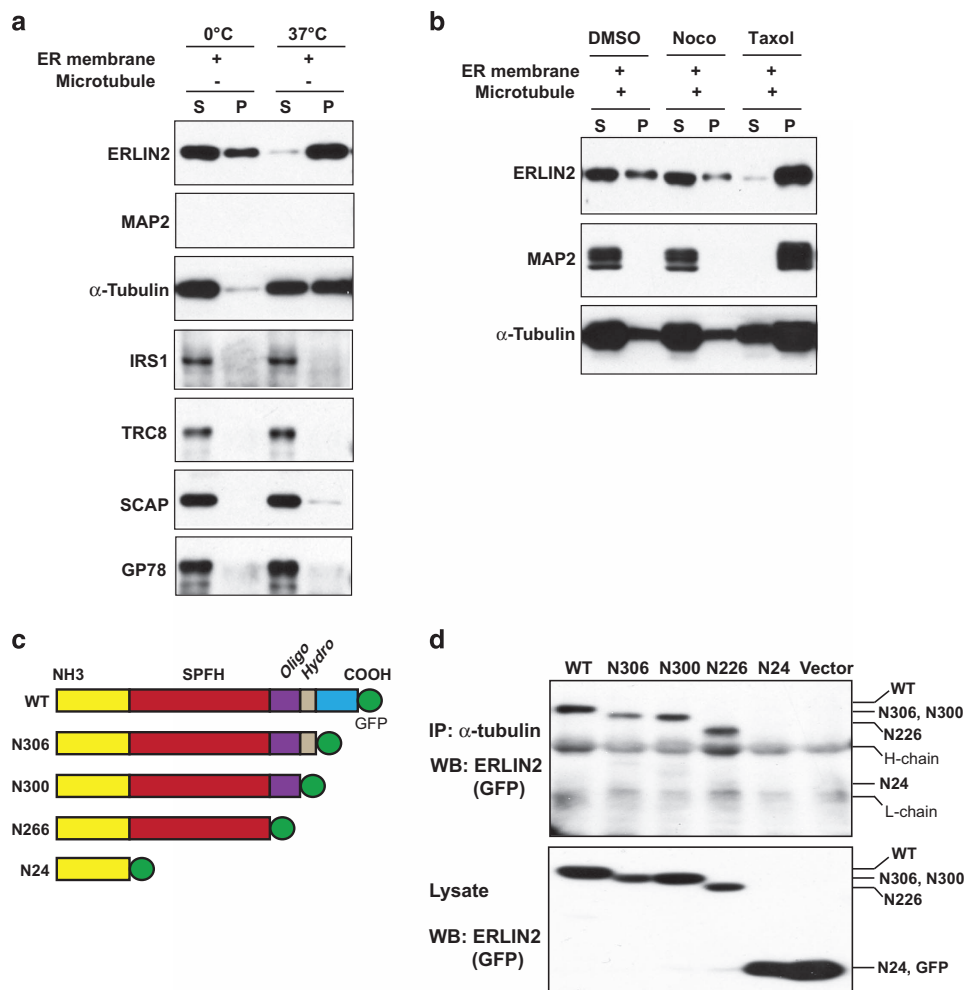 a
0°C 37°C
ER membrane + +
Microtubule - -
S P S P
ERLIN2
MAP2
α-Tubulin
IRS1
TRC8
SCAP
GP78
b
DMSO Noco Taxol
ER membrane + + +
Microtubule + + +
S P S P S P
ERLIN2
MAP2
α-Tubulin
c
NH3 SPFH Oligo Hydro COOH
WT
GFP
N306
N300
N266
N24
d
WT N306 N300 N226 N24 Vector
IP: α-tubulin
WB: ERLIN2
(GFP)
WT
N306, N300
N226
H-chain
N24
L-chain
Lysate
WB: ERLIN2
(GFP)
WT
N306, N300
N226
N24, GFP